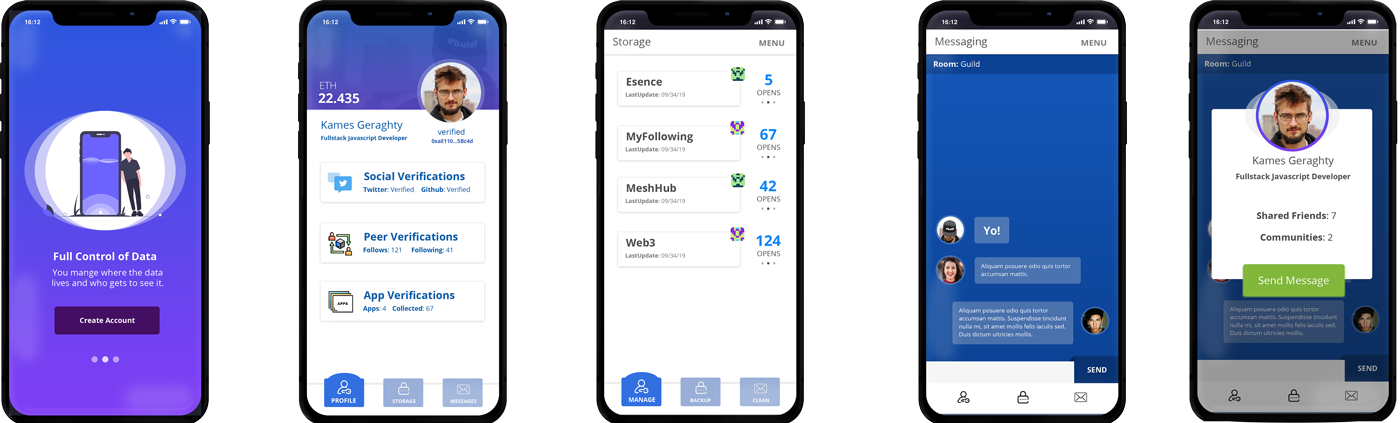 16:12
Full Control of Data
You mange where the data
lives and who gets to see it.
Create Account
16:12
ETH
22.435
Kames Geraghty
Fullstack Javascript Developer
verified
0xaE110...58c4d
Social Verifications
Twitter: Verified Github: Verified
Peer Verifications
Follows: 121 Following: 41
APPS
App Verifications
Apps: 4 Collected: 67
PROFILE
STORAGE
MESSAGES
16:12
Storage
MENU
Esence
LastUpdate: 09/34/19
5
OPENS
MyFollowing
LastUpdate: 09/34/19
67
OPENS
MeshHub
LastUpdate: 09/34/19
42
OPENS
Web3
LastUpdate: 09/34/19
124
OPENS
MANAGE
BACKUP
CLEAN
16:12
Messaging
MENU
Room: Guild
Yo!
Aliquam posuere odio quis tortor
accumsan mattis.
Aliquam posuere odio quis tortor
accumsan mattis. Suspendisse tincidunt
nulla mi, sit amet mollis felis iaculis sed.
Duis dictum ultricies mollis.
SEND
16:12
Messaging
MENU
Room: Guild
Kames Geraghty
Fullstack Javascript Developer
Shared Friends: 7
Communities: 2
Send Message
Aliquam posuere odio quis tortor
accumsan mattis. Suspendisse tincidunt
nulla mi, sit amet mollis felis iaculis sed.
Duis dictum ultricies mollis.
SEND